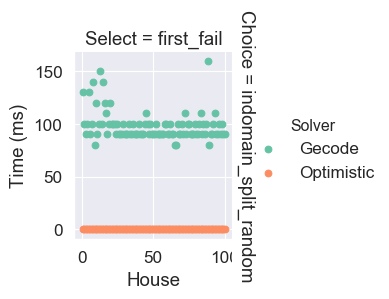 Select = first_fail
Choice = indomain_split_random
Time (ms)
150
100
50
0
0
50
100
House
Solver
Gecode
Optimistic